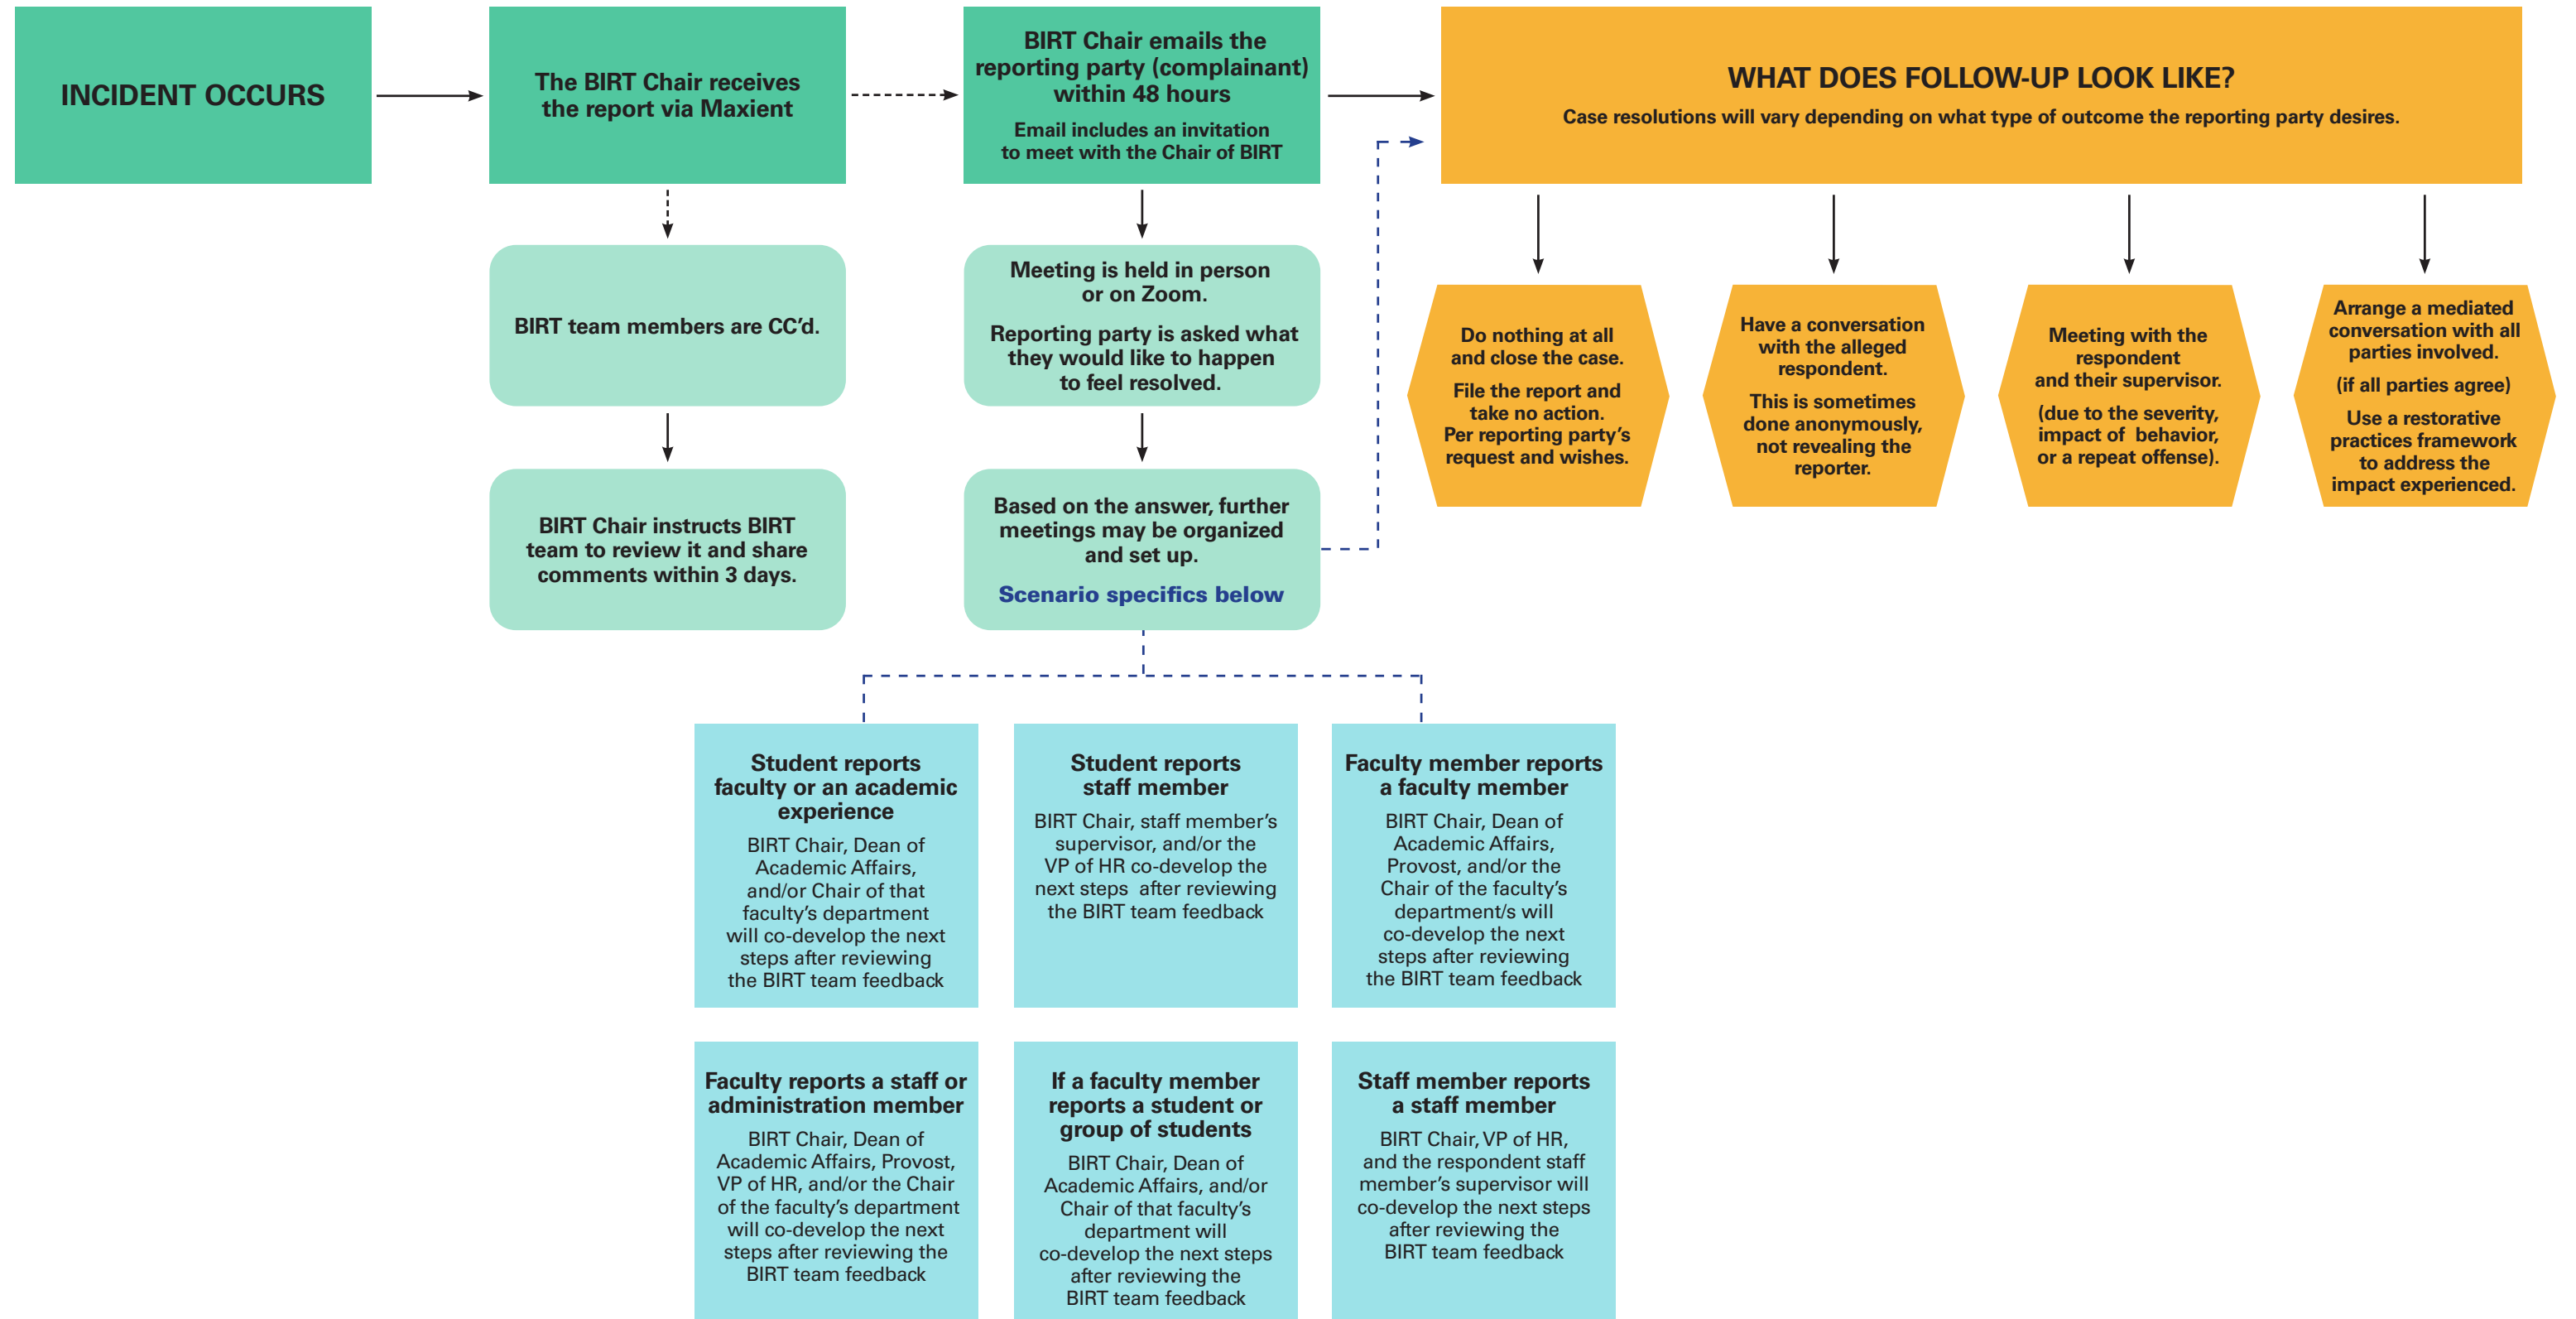 INCIDENT OCCURS
The BIRT Chair receives
the report via Maxient
BIRT Chair emails the
reporting party (complainant)
within 48 hours
Email includes an invitation
to meet with the Chair of BIRT
WHAT DOES FOLLOW-UP LOOK LIKE?
Case resolutions will vary depending on what type of outcome the reporting party desires.
BIRT team members are CC’d.
BIRT Chair instructs BIRT
team to review it and share
comments within 3 days.
Meeting is held in person
or on Zoom.
Reporting party is asked what
they would like to happen
to feel resolved.
Based on the answer, further
meetings may be organized
and set up.
Scenario specifics below
Do nothing at all
and close the case.
File the report and
take no action.
Per reporting party’s
request and wishes.
Have a conversation
with the alleged
respondent.
This is sometimes
done anonymously,
not revealing the
reporter.
Meeting with the
respondent
and their supervisor.
(due to the severity,
impact of behavior,
or a repeat offense).
Arrange a mediated
conversation with all
parties involved.
(if all parties agree)
Use a restorative
practices framework
to address the
impact experienced.
Student reports
faculty or an academic
experience
BIRT Chair, Dean of
Academic Affairs,
and/or Chair of that
faculty’s department
will co-develop the next
steps after reviewing
the BIRT team feedback
Student reports
staff member
BIRT Chair, staff member’s
supervisor, and/or the
VP of HR co-develop the
next steps after reviewing
the BIRT team feedback
Faculty member reports
a faculty member
BIRT Chair, Dean of
Academic Affairs,
Provost, and/or the
Chair of the faculty’s
department/s will
co-develop the next
steps after reviewing
the BIRT team feedback
Faculty reports a staff or
administration member
BIRT Chair, Dean of
Academic Affairs, Provost,
VP of HR, and/or the Chair
of the faculty’s department
will co-develop the next
steps after reviewing the
BIRT team feedback
If a faculty member
reports a student or
group of students
BIRT Chair, Dean of
Academic Affairs, and/or
Chair of that faculty’s
department will
co-develop the next steps
after reviewing the
BIRT team feedback
Staff member reports
a staff member
BIRT Chair, VP of HR,
and the respondent staff
member’s supervisor will
co-develop the next steps
after reviewing the
BIRT team feedback